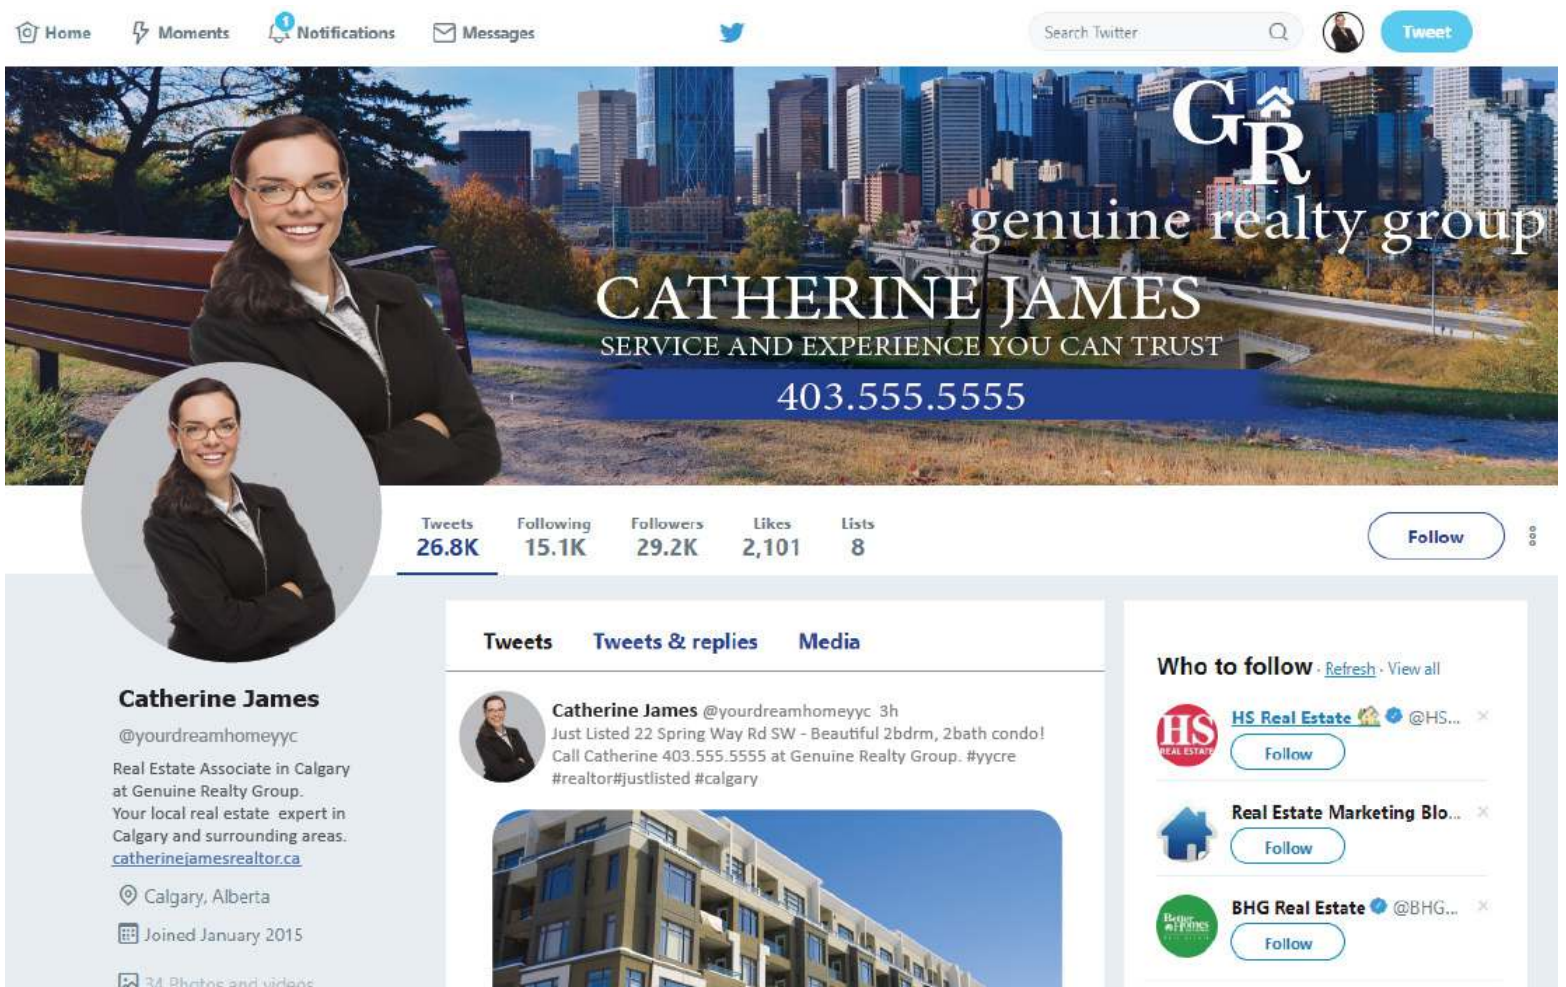 Home
Moments
1
Notifications
Messages
Search Twitter
Tweet
GR
genuine realty group
CATHERINE JAMES
SERVICE AND EXPERIENCE YOU CAN TRUST
403.555.5555
Tweets
26.8K
Following
15.1K
Followers
29.2K
Likes
2,101
Lists
8
Follow
Catherine James
@yourdreamhomeyyc
Real Estate Associate in Calgary
at Genuine Realty Group.
Your local real estate expert in
Calgary and surrounding areas.
catherinejamesrealtor.ca
Calgary, Alberta
Joined January 2015
34 Photos and videos
Tweets
Tweets & replies
Media
Catherine James @yourdreamhomeyyc 3h
Just Listed 22 Spring Way Rd SW - Beautiful 2bdrm, 2bath condo!
Call Catherine 403.555.5555 at Genuine Realty Group. #yycre
#realtor#justlisted #calgary
Who to follow · Refresh · View all
HS
REAL ESTATE
HS Real Estate @HS...
Follow
Real Estate Marketing Blo...
Follow
Better
Homes
BHG Real Estate @BHG...
Follow